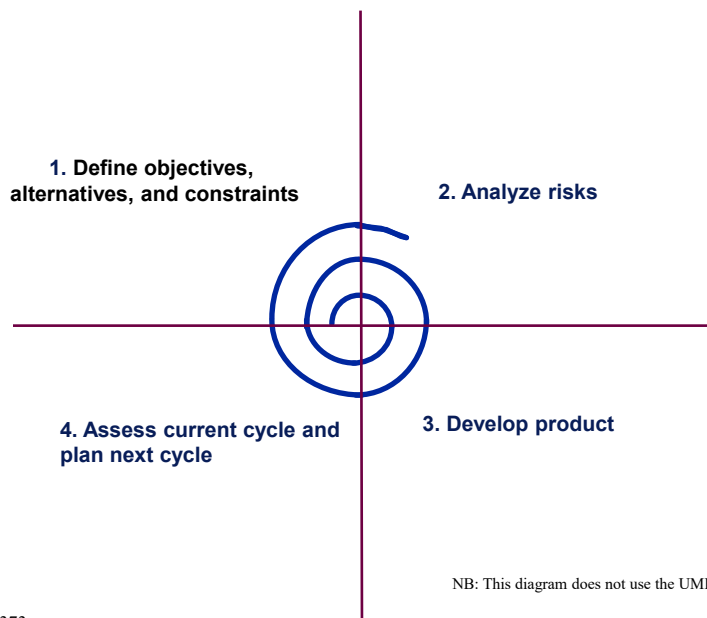 1. Define objectives,
alternatives, and constraints
2. Analyze risks
3. Develop product
4. Assess current cycle and
plan next cycle
NB: This diagram does not use the